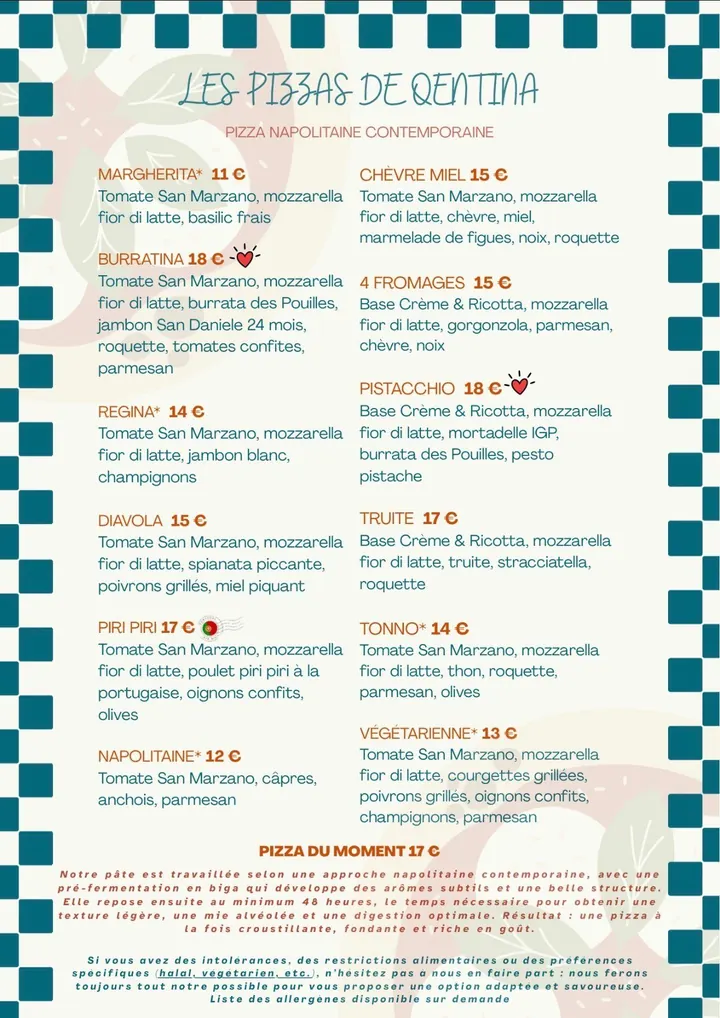 LES PIZZAS DE QENTINA
PIZZA NAPOLITAINE CONTEMPORAINE
MARGHERITA* 11 €
Tomate San Marzano, mozzarella
fior di latte, basilic frais
BURRATINA 18 €
Tomate San Marzano, mozzarella
fior di latte, burrata des Pouilles,
jambon San Daniele 24 mois,
roquette, tomates confites,
parmesan
REGINA* 14 €
Tomate San Marzano, mozzarella
fior di latte, jambon blanc,
champignons
DIAVOLA 15 €
Tomate San Marzano, mozzarella
fior di latte, spianata piccante,
poivrons grillés, miel piquant
PIRI PIRI 17 €
Tomate San Marzano, mozzarella
fior di latte, poulet piri piri à la
portugaise, oignons confits,
olives
NAPOLITAINE* 12 €
Tomate San Marzano, câpres,
anchois, parmesan
CHÈVRE MIEL 15 €
Tomate San Marzano, mozzarella
fior di latte, chèvre, miel,
marmelade de figues, noix, roquette
4 FROMAGES 15 €
Base Crème & Ricotta, mozzarella
fior di latte, gorgonzola, parmesan,
chèvre, noix
PISTACCHIO 18 €
Base Crème & Ricotta, mozzarella
fior di latte, mortadelle IGP,
burrata des Pouilles, pesto
pistache
TRUITE 17 €
Base Crème & Ricotta, mozzarella
fior di latte, truite, stracciatella,
roquette
TONNO* 14 €
Tomate San Marzano, mozzarella
fior di latte, thon, roquette,
parmesan, olives
VÉGÉTARIENNE* 13 €
Tomate San Marzano, mozzarella
fior di latte, courgettes grillées,
poivrons grillés, oignons confits,
champignons, parmesan
PIZZA DU MOMENT 17 €
Notre pâte est travaillée selon une approche napolitaine contemporaine, avec une
pré-fermentation en biga qui développe des arômes subtils et une belle structure.
Elle repose ensuite au minimum 48 heures, le temps nécessaire pour obtenir une
texture légère, une mie alvéolée et une digestion optimale. Résultat : une pizza à
la fois croustillante, fondante et riche en goût.
Si vous avez des intolérances, des restrictions alimentaires ou des préférences
spécifiques (halal, végétarien, etc.), n'hésitez pas à nous en faire part : nous ferons
toujours tout notre possible pour vous proposer une option adaptée et savoureuse.
Liste des allergènes disponible sur demande